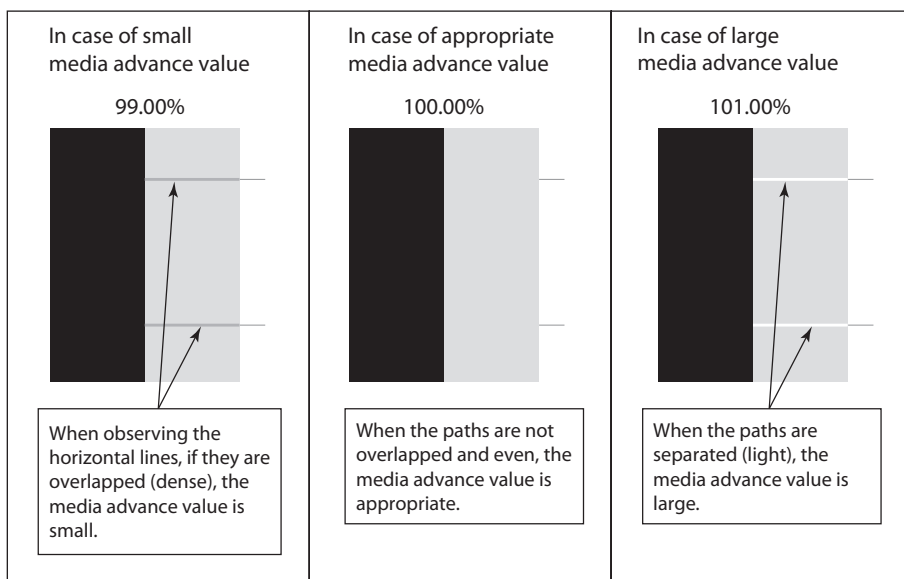 In case of small
media advance value
99.00%
When observing the
horizontal lines, if they are
overlapped (dense), the
media advance value is
small.
In case of appropriate
media advance value
100.00%
When the paths are not
overlapped and even, the
media advance value is
appropriate.
In case of large
media advance value
101.00%
When the paths are
separated (light), the
media advance value is
large.